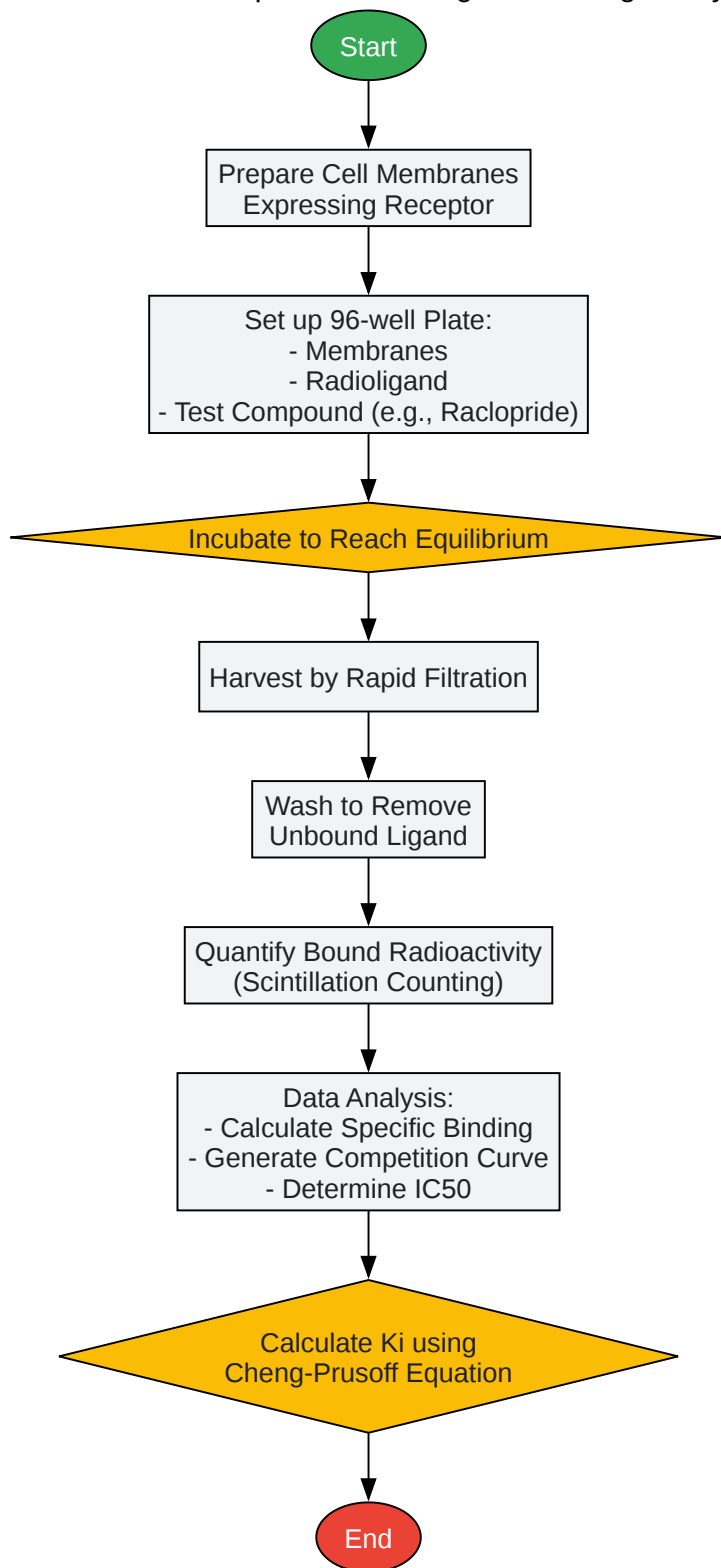 Start
Prepare Cell Membranes
Expressing Receptor
Set up 96-well Plate:
- Membranes
- Radioligand
- Test Compound (e.g., Raclopride)
Incubate to Reach Equilibrium
Harvest by Rapid Filtration
Wash to Remove
Unbound Ligand
Quantify Bound Radioactivity
(Scintillation Counting)
Data Analysis:
- Calculate Specific Binding
- Generate Competition Curve
- Determine IC50
Calculate Ki using
Cheng-Prusoff Equation
End